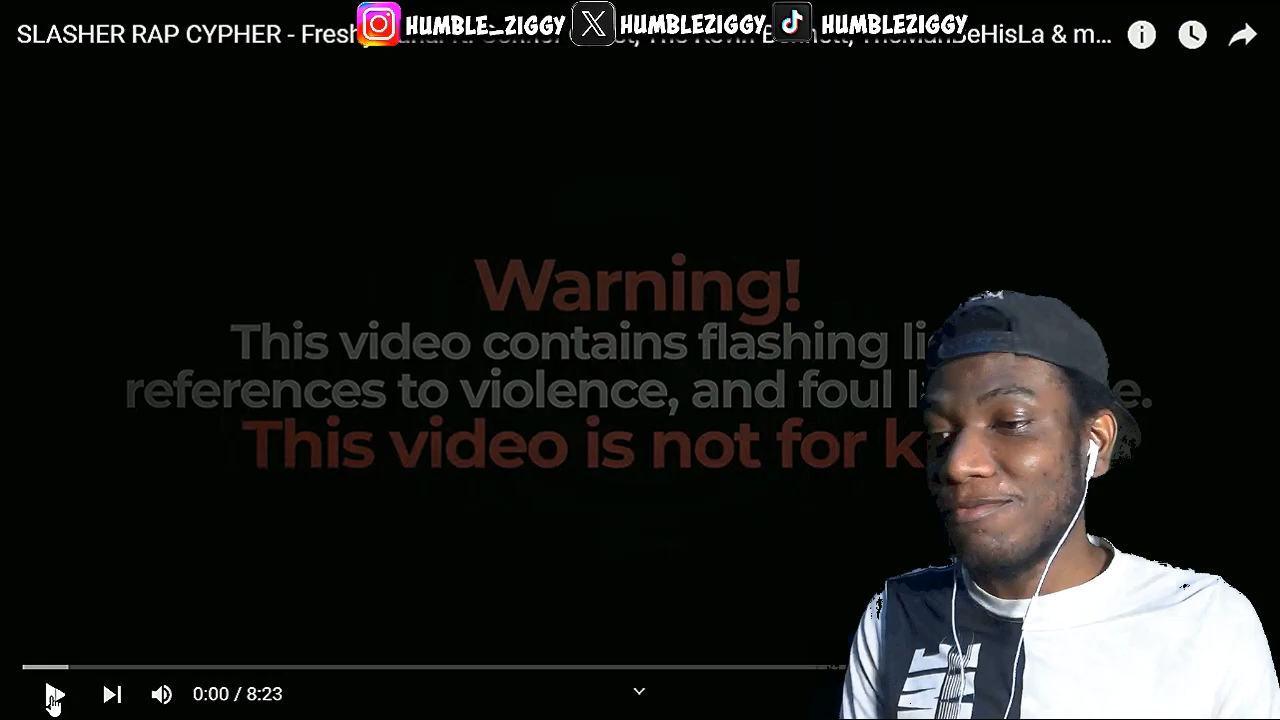 SLASHER RAP CYPHER - Fresh
HUMBLE_ZIGGY HUMBLEZIGGY HUMBLEZIGGY
BeHisLa & m...
Warning!
This video contains flashing
references to violence, and foul
This video is not for
0:00 / 8:23